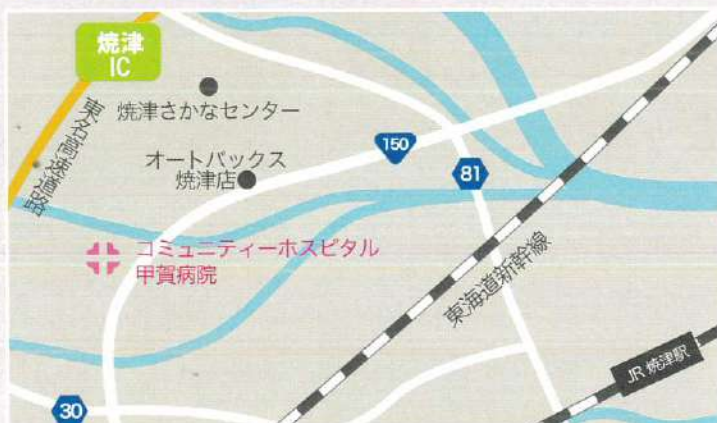 焼津
IC
焼津さかなセンター
東名高速道路
150
オートバックス
焼津店
81
コミュニティーホスピタル
甲賀病院
東海道新幹線
JR 焼津駅
30